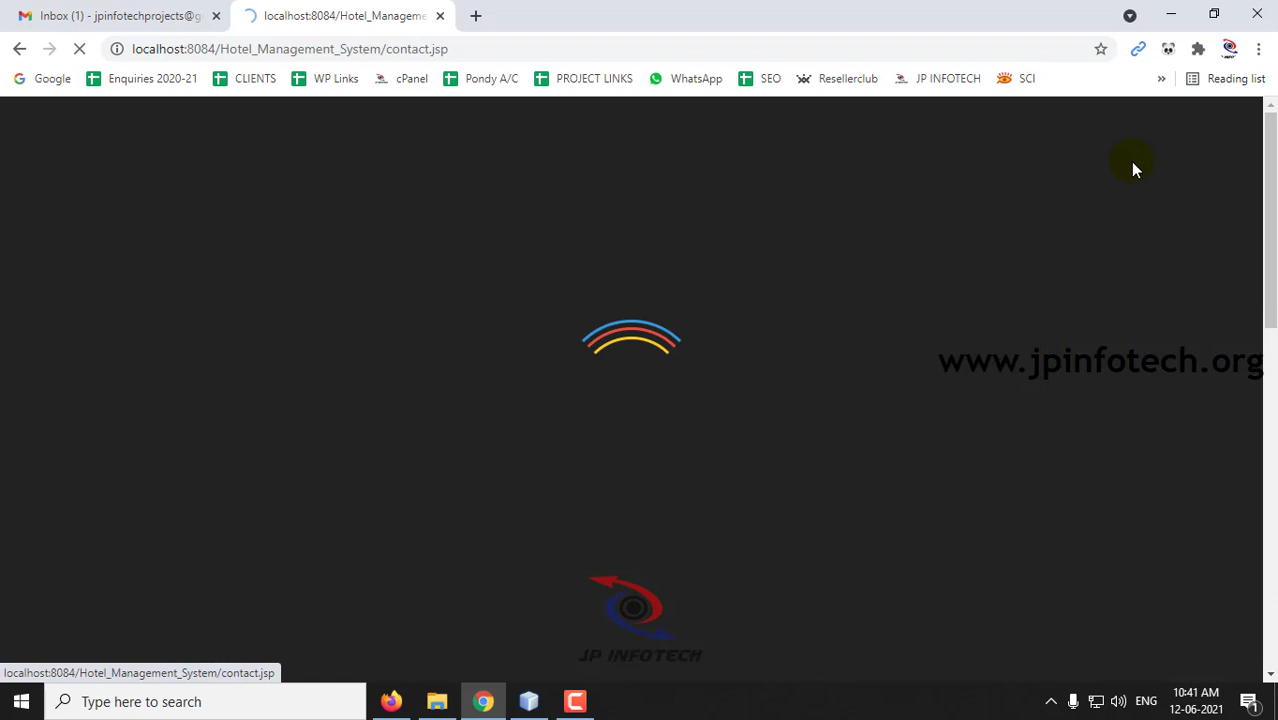 Inbox (1) - jpinfotechprojects@g
localhost:8084/Hotel_Manageme
localhost:8084/Hotel_Management_System/contact.jsp
Google
Enquiries 2020-21
CLIENTS
WP Links
cPanel
Pondy A/C
PROJECT LINKS
WhatsApp
SEO
Resellerclub
JP INFOTECH
SCI
»
Reading list
www.jpinfotech.org
JP INFOTECH
localhost:8084/Hotel_Management_System/contact.jsp
Type here to search
ENG
10:41 AM
12-06-2021
1